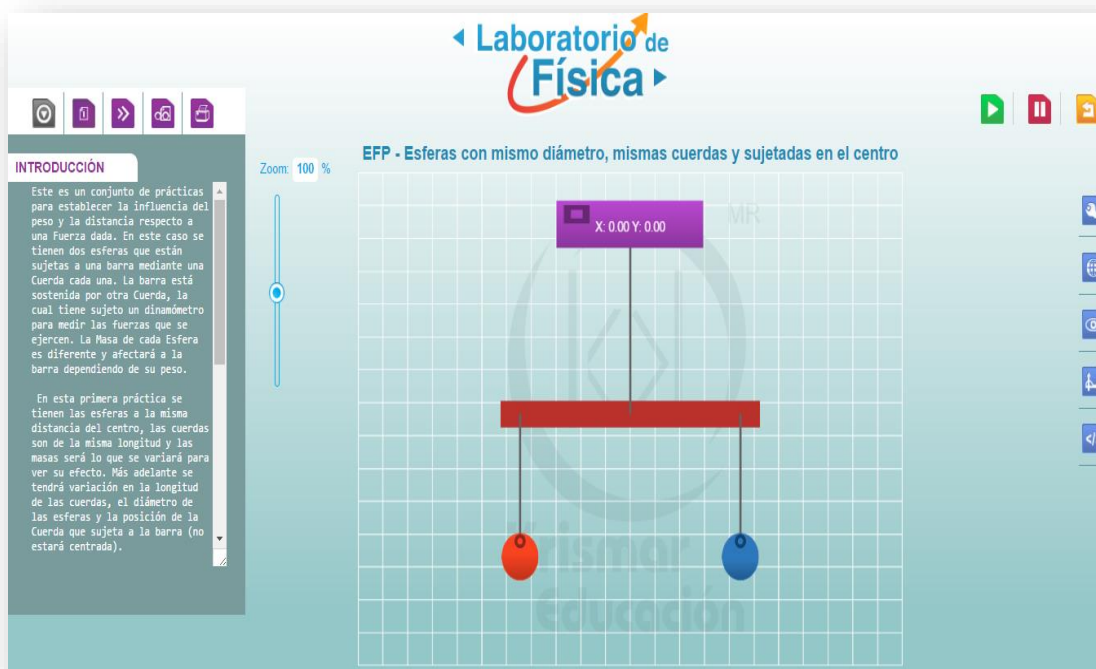 Laboratorio de
Física
INTRODUCCIÓN
Este es un conjunto de prácticas
para establecer la influencia del
peso y la distancia respecto a
una Fuerza dada. En este caso se
tienen dos esferas que están
sujetas a una barra mediante una
Cuerda cada una. La barra está
sostenida por otra Cuerda, la
cual tiene sujeto un dinamómetro
para medir las fuerzas que se
ejercen. La Masa de cada Esfera
es diferente y afectará a la
barra dependiendo de su peso.
En esta primera práctica se
tienen las esferas a la misma
distancia del centro, las cuerdas
son de la misma longitud y las
masas será lo que se variará para
ver su efecto. Más adelante se
tendrá variación en la longitud
de las cuerdas, el diámetro de
las esferas y la posición de la
Cuerda que sujeta a la barra (no
estará centrada).
Zoom: 100 %
EFP - Esferas con mismo diámetro, mismas cuerdas y sujetadas en el centro
MR
X: 0.00 Y: 0.00
Krismar
Educación